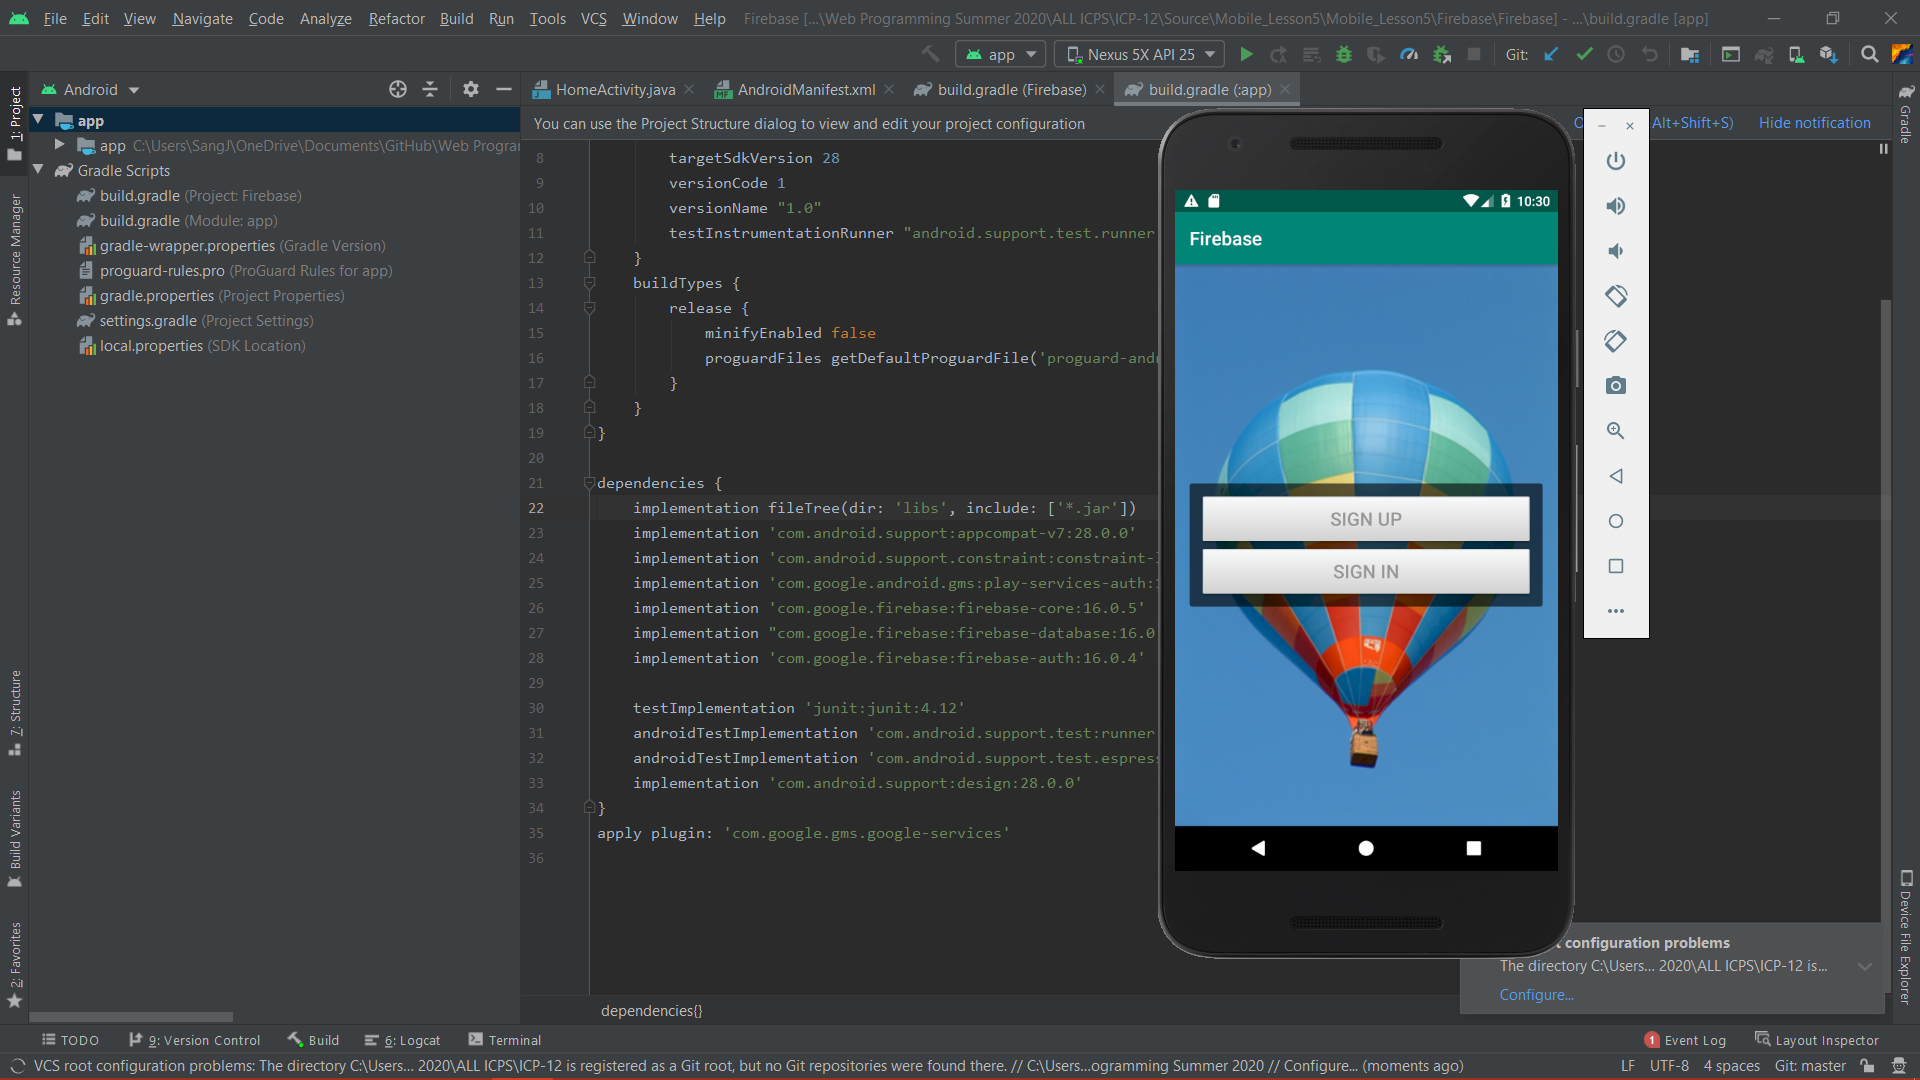 File Edit View Navigate Code Analyze Refactor Build Run Tools VCS Window Help Firebase [...\Web Programming Summer 2020\ALL ICPS\ICP-12\Source\Mobile_Lesson5\Mobile_Lesson5\Firebase\Firebase] - ...\build.gradle [app]
app Nexus 5X API 25 Git:
Android
HomeActivity.java AndroidManifest.xml build.gradle (Firebase) build.gradle (:app)
You can use the Project Structure dialog to view and edit your project configuration
Alt+Shift+S) Hide notification
1: Project
Resource Manager
7: Structure
Build Variants
2: Favorites
app
app C:\Users\SangJ\OneDrive\Documents\GitHub\Web Prograr
Gradle Scripts
build.gradle (Project: Firebase)
build.gradle (Module: app)
gradle-wrapper.properties (Gradle Version)
proguard-rules.pro (ProGuard Rules for app)
gradle.properties (Project Properties)
settings.gradle (Project Settings)
local.properties (SDK Location)
8 targetSdkVersion 28
9 versionCode 1
10 versionName "1.0"
11 testInstrumentationRunner "android.support.test.runner
12 }
13 buildTypes {
14 release {
15 minifyEnabled false
16 proguardFiles getDefaultProguardFile('proguard-and
17 }
18 }
19 }
20
21 dependencies {
22 implementation fileTree(dir: 'libs', include: ['*.jar'])
23 implementation 'com.android.support:appcompat-v7:28.0.0'
24 implementation 'com.android.support.constraint:constraint-
25 implementation 'com.google.android.gms:play-services-auth:
26 implementation 'com.google.firebase:firebase-core:16.0.5'
27 implementation "com.google.firebase:firebase-database:16.0
28 implementation 'com.google.firebase:firebase-auth:16.0.4'
29
30 testImplementation 'junit:junit:4.12'
31 androidTestImplementation 'com.android.support.test:runner
32 androidTestImplementation 'com.android.support.test.espres
33 implementation 'com.android.support:design:28.0.0'
34 }
35 apply plugin: 'com.google.gms.google-services'
36
dependencies{}
10:30
Firebase
SIGN UP
SIGN IN
Gradle
Device File Explorer
configuration problems
The directory C:\Users... 2020\ALL ICPS\ICP-12 is...
Configure...
TODO 9: Version Control Build 6: Logcat Terminal 1 Event Log Layout Inspector
VCS root configuration problems: The directory C:\Users... 2020\ALL ICPS\ICP-12 is registered as a Git root, but no Git repositories were found there. // C:\Users...ogramming Summer 2020 // Configure... (moments ago) LF UTF-8 4 spaces Git: master